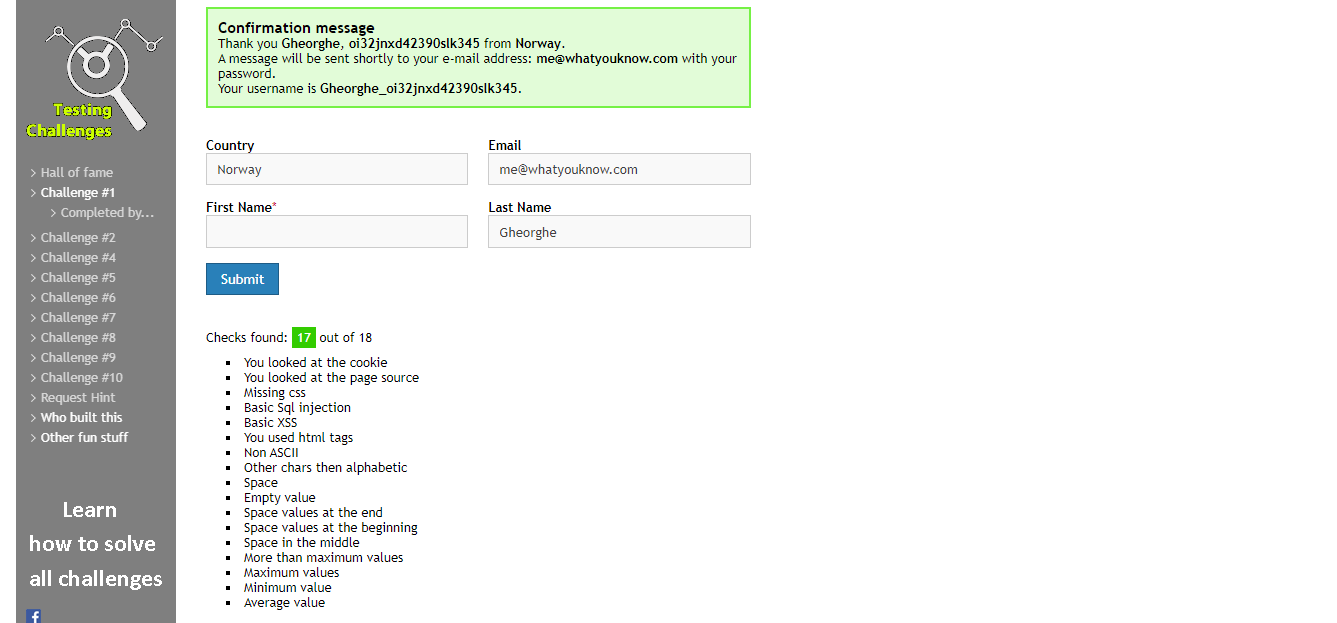 Testing
Challenges
> Hall of fame
> Challenge #1
> Completed by...
> Challenge #2
> Challenge #4
> Challenge #5
> Challenge #6
> Challenge #7
> Challenge #8
> Challenge #9
> Challenge #10
> Request Hint
> Who built this
> Other fun stuff
Learn
how to solve
all challenges
f
Confirmation message
Thank you Gheorghe, oi32jnxd42390slk345 from Norway.
A message will be sent shortly to your e-mail address: me@whatyouknow.com with your
password.
Your username is Gheorghe_oi32jnxd42390slk345.
Country Email
Norway me@whatyouknow.com
First Name* Last Name
Gheorghe
Submit
Checks found: 17 out of 18
▪ You looked at the cookie
▪ You looked at the page source
▪ Missing css
▪ Basic Sql injection
▪ Basic XSS
▪ You used html tags
▪ Non ASCII
▪ Other chars then alphabetic
▪ Space
▪ Empty value
▪ Space values at the end
▪ Space values at the beginning
▪ Space in the middle
▪ More than maximum values
▪ Maximum values
▪ Minimum value
▪ Average value